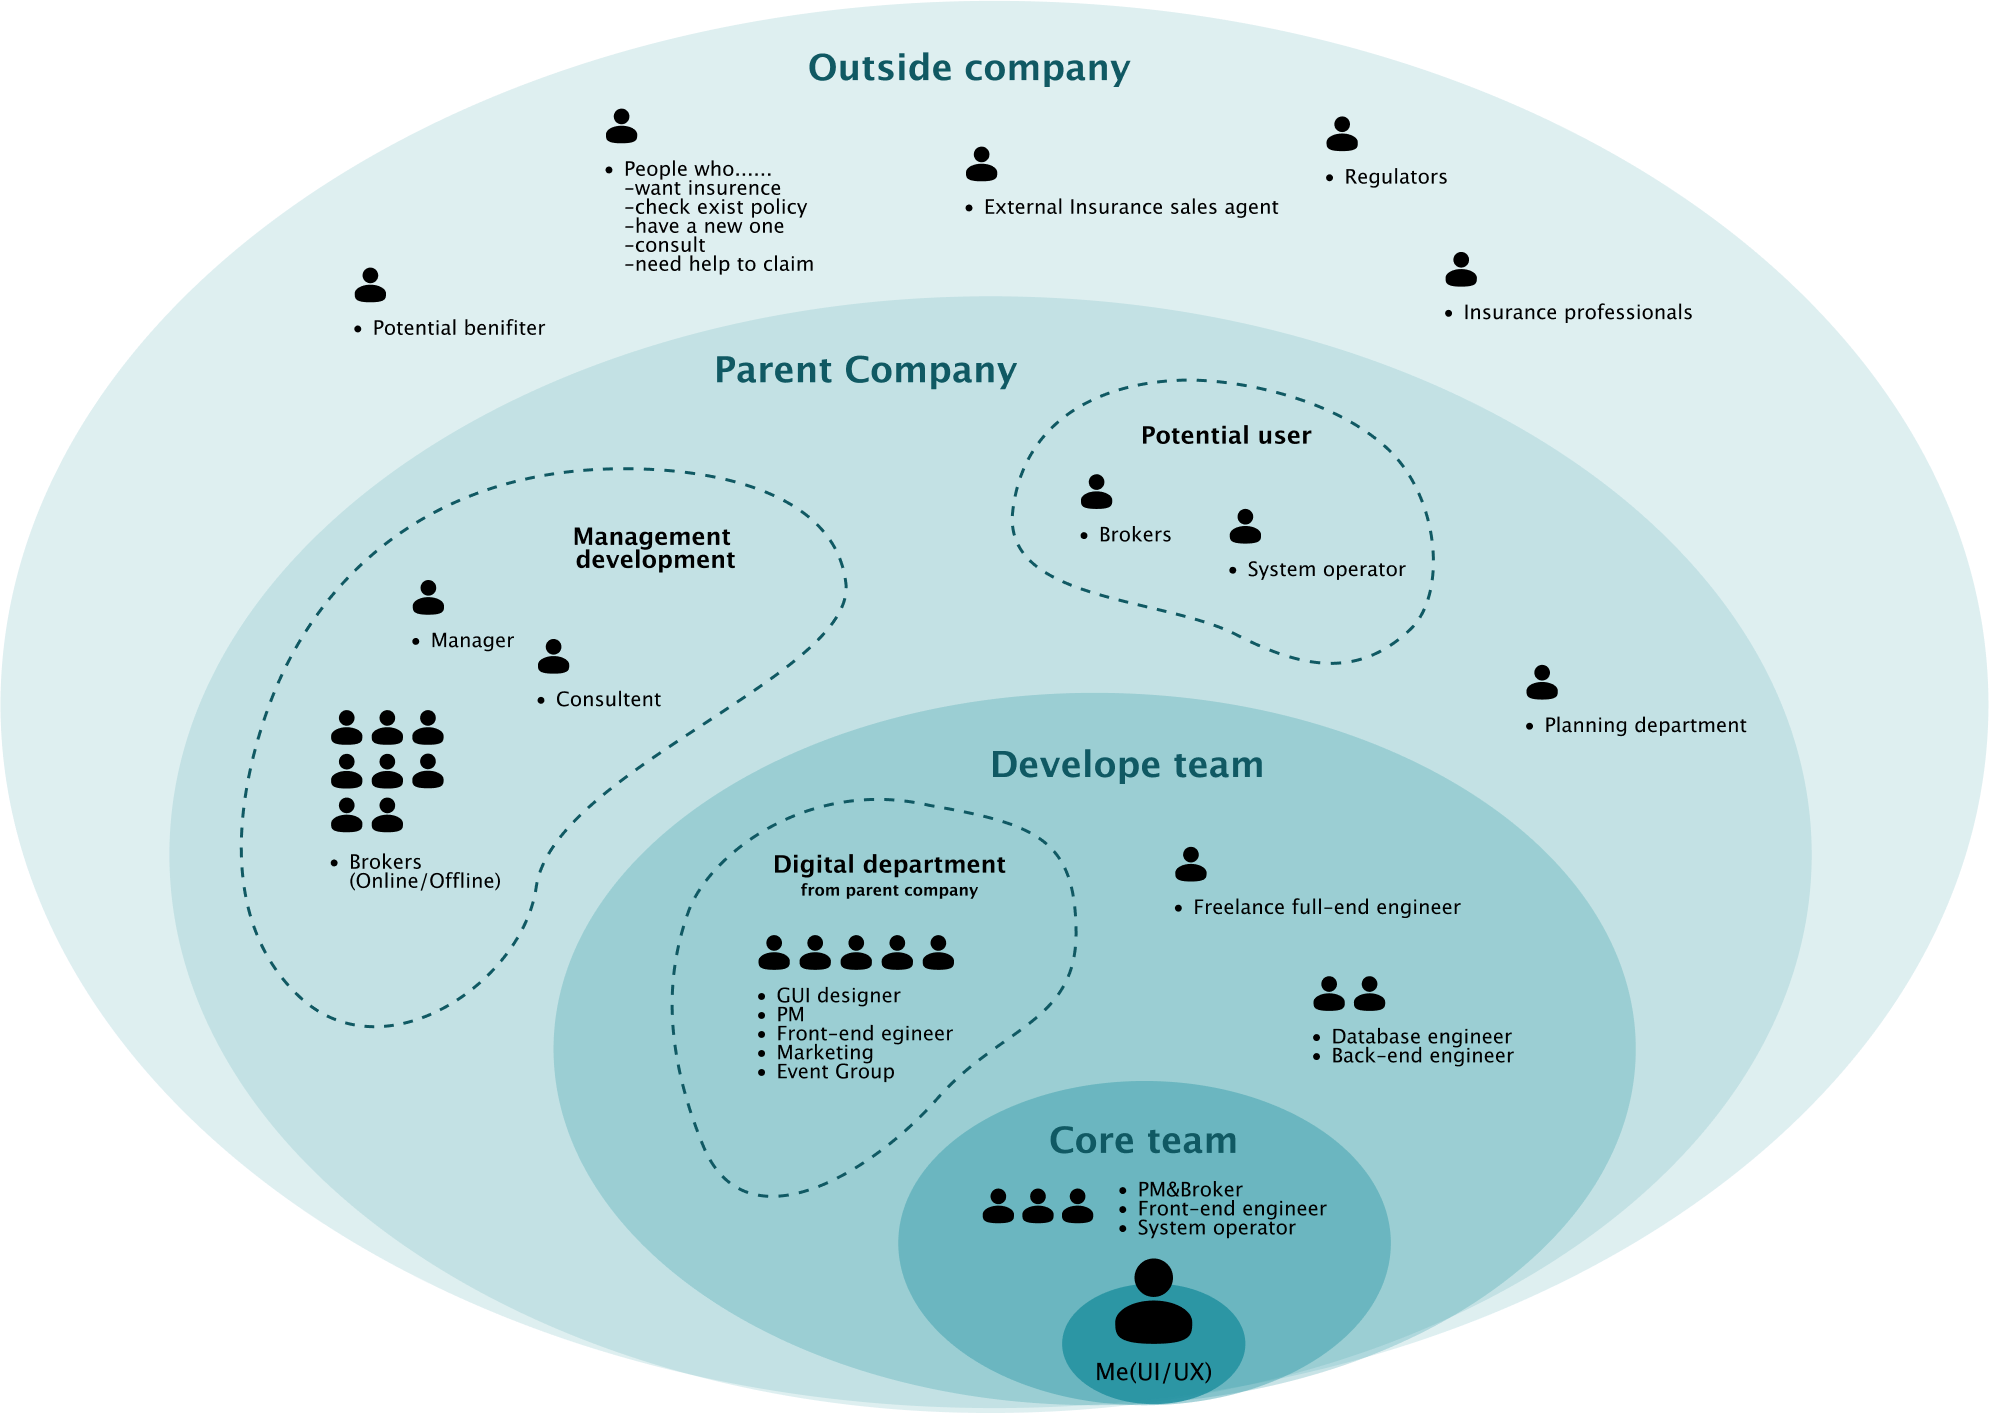 Outside company
• People who......
-want insurence
-check exist policy
-have a new one
-consult
-need help to claim
• External Insurance sales agent
• Regulators
• Potential benifiter
• Insurance professionals
Parent Company
Potential user
• Brokers
• System operator
Management
development
• Manager
• Consultent
• Brokers
(Online/Offline)
• Planning department
Develope team
Digital department
from parent company
• GUI designer
• PM
• Front-end egineer
• Marketing
• Event Group
• Freelance full-end engineer
• Database engineer
• Back-end engineer
Core team
• PM&Broker
• Front-end engineer
• System operator
Me(UI/UX)